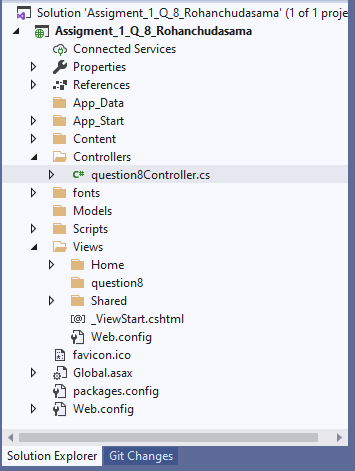 Solution 'Assigment_1_Q_8_Rohanchudasama' (1 of 1 proje
Assigment_1_Q_8_Rohanchudasama
Connected Services
Properties
References
App_Data
App_Start
Content
Controllers
C# question8Controller.cs
fonts
Models
Scripts
Views
Home
question8
Shared
[@] _ViewStart.cshtml
Web.config
favicon.ico
Global.asax
packages.config
Web.config
Solution Explorer Git Changes